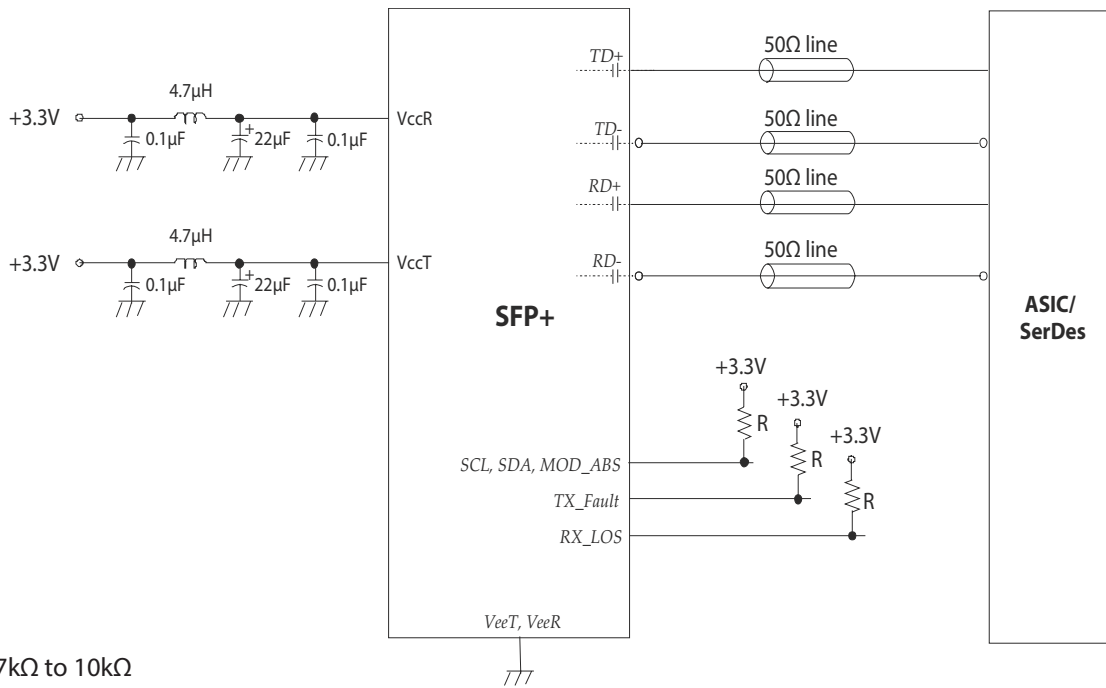 50Ω line
TD+
4.7µH
+3.3V
VccR
0.1µF
+
22µF
0.1µF
50Ω line
TD-
50Ω line
RD+
4.7µH
+3.3V
VccT
0.1µF
+
22µF
0.1µF
50Ω line
RD-
SFP+
ASIC/
SerDes
+3.3V
R
+3.3V
R
+3.3V
R
SCL, SDA, MOD_ABS
TX_Fault
RX_LOS
VeeT, VeeR
7kΩ to 10kΩ